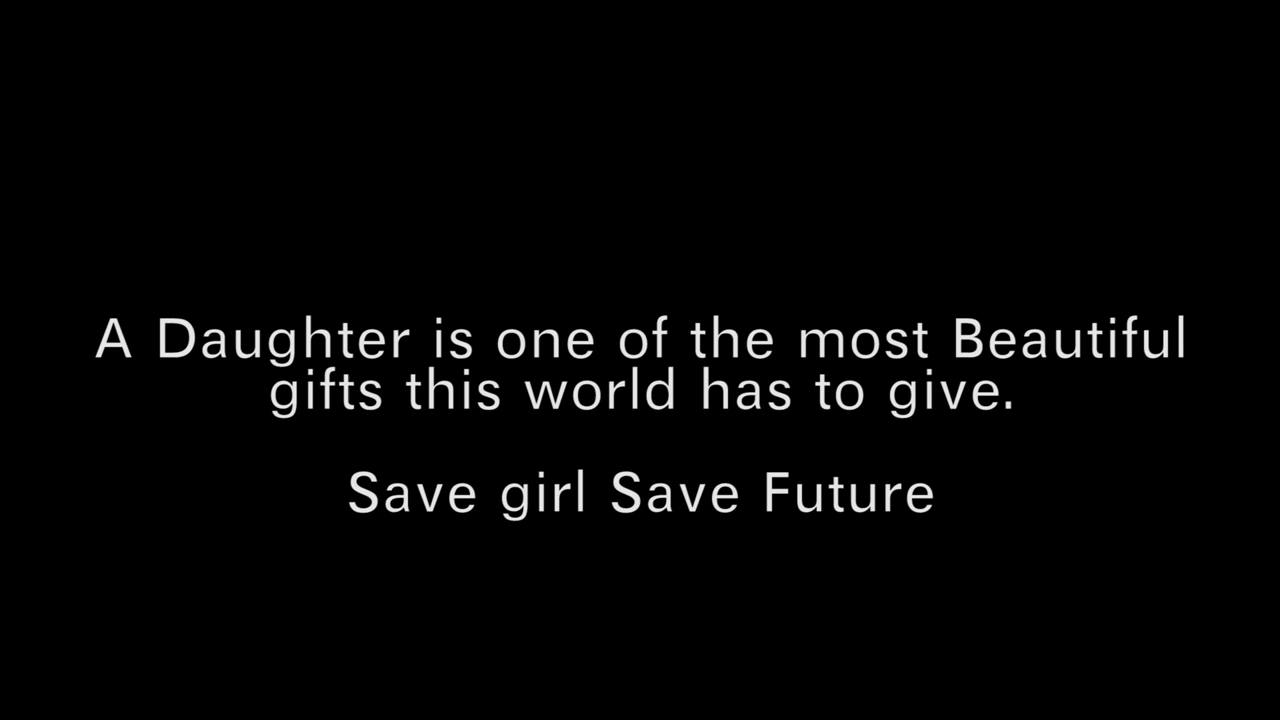 A Daughter is one of the most Beautiful
gifts this world has to give.
Save girl Save Future